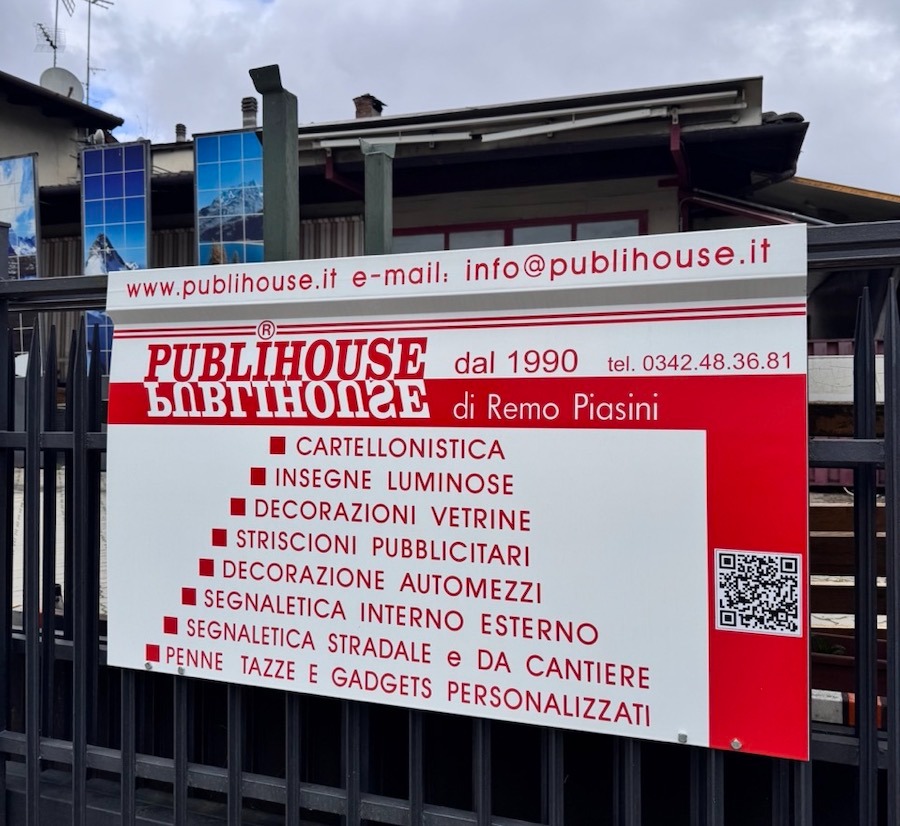 www.publihouse.it e-mail: info@publihouse.it
®
PUBLIHOUSE dal 1990 tel. 0342.48.36.81
PUBLIHOUSE di Remo Piasini
CARTELLONISTICA
INSEGNE LUMINOSE
DECORAZIONI VETRINE
STRISCIONI PUBBLICITARI
DECORAZIONE AUTOMEZZI
SEGNALETICA INTERNO ESTERNO
SEGNALETICA STRADALE e DA CANTIERE
PENNE TAZZE E GADGETS PERSONALIZZATI